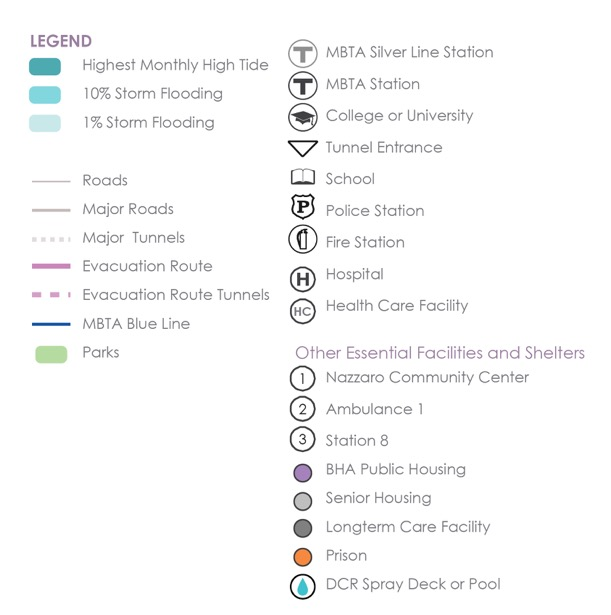 LEGEND
Highest Monthly High Tide
10% Storm Flooding
1% Storm Flooding
Roads
Major Roads
Major Tunnels
Evacuation Route
Evacuation Route Tunnels
MBTA Blue Line
Parks
T MBTA Silver Line Station
T MBTA Station
College or University
Tunnel Entrance
School
P Police Station
Fire Station
H Hospital
HC Health Care Facility
Other Essential Facilities and Shelters
1 Nazzaro Community Center
2 Ambulance 1
3 Station 8
BHA Public Housing
Senior Housing
Longterm Care Facility
Prison
DCR Spray Deck or Pool